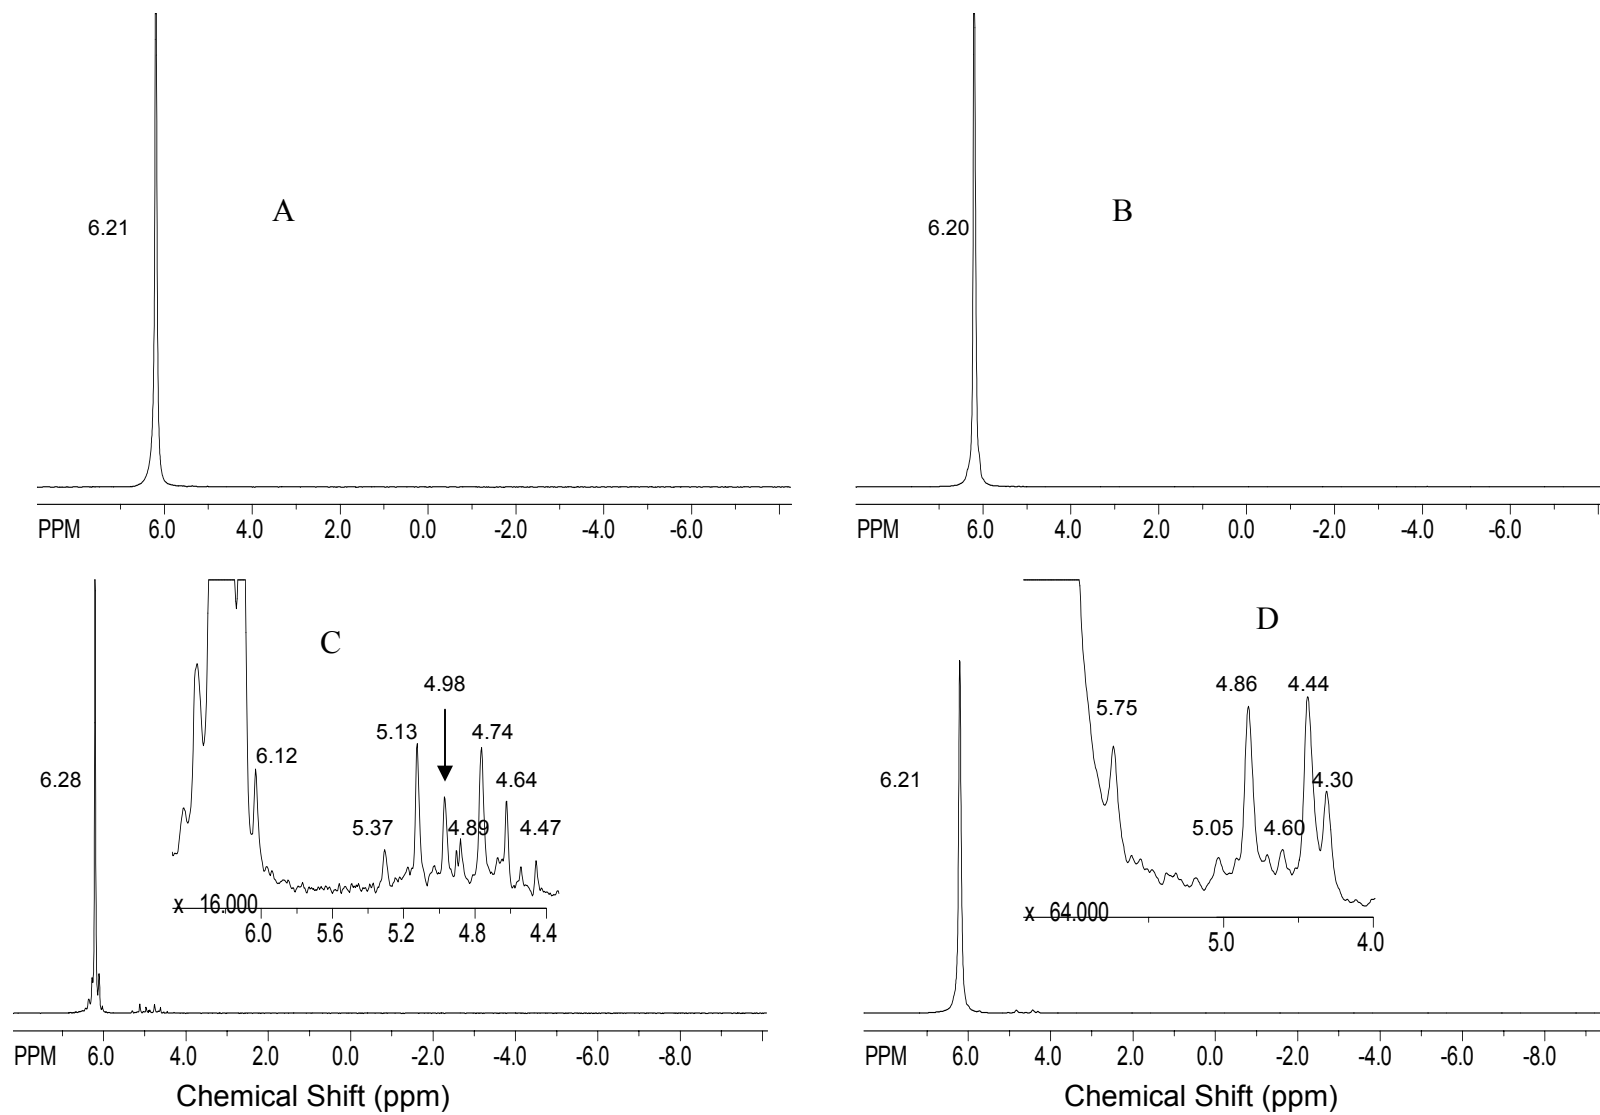 A
6.21
PPM 6.0 4.0 2.0 0.0 -2.0 -4.0 -6.0
B
6.20
PPM 6.0 4.0 2.0 0.0 -2.0 -4.0 -6.0
C
4.98
5.13 4.74
6.12
6.28
4.64
5.37 4.89 4.47
x 16.000
6.0 5.6 5.2 4.8 4.4
PPM 6.0 4.0 2.0 0.0 -2.0 -4.0 -6.0 -8.0
Chemical Shift (ppm)
D
4.86 4.44
5.75
6.21
4.30
5.05 4.60
x 64.000
5.0 4.0
PPM 6.0 4.0 2.0 0.0 -2.0 -4.0 -6.0 -8.0
Chemical Shift (ppm)